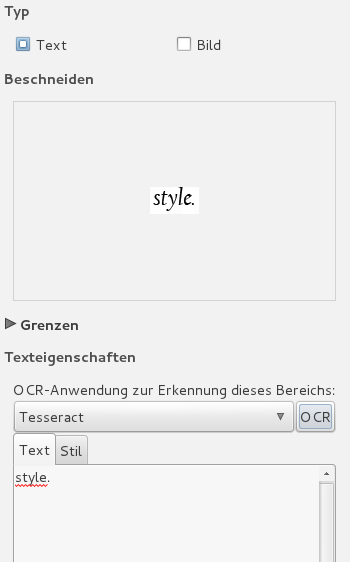 Typ
Text Bild
Beschneiden
style.
Grenzen
Texteigenschaften
OCR-Anwendung zur Erkennung dieses Bereichs:
Tesseract OCR
Text Stil
style.